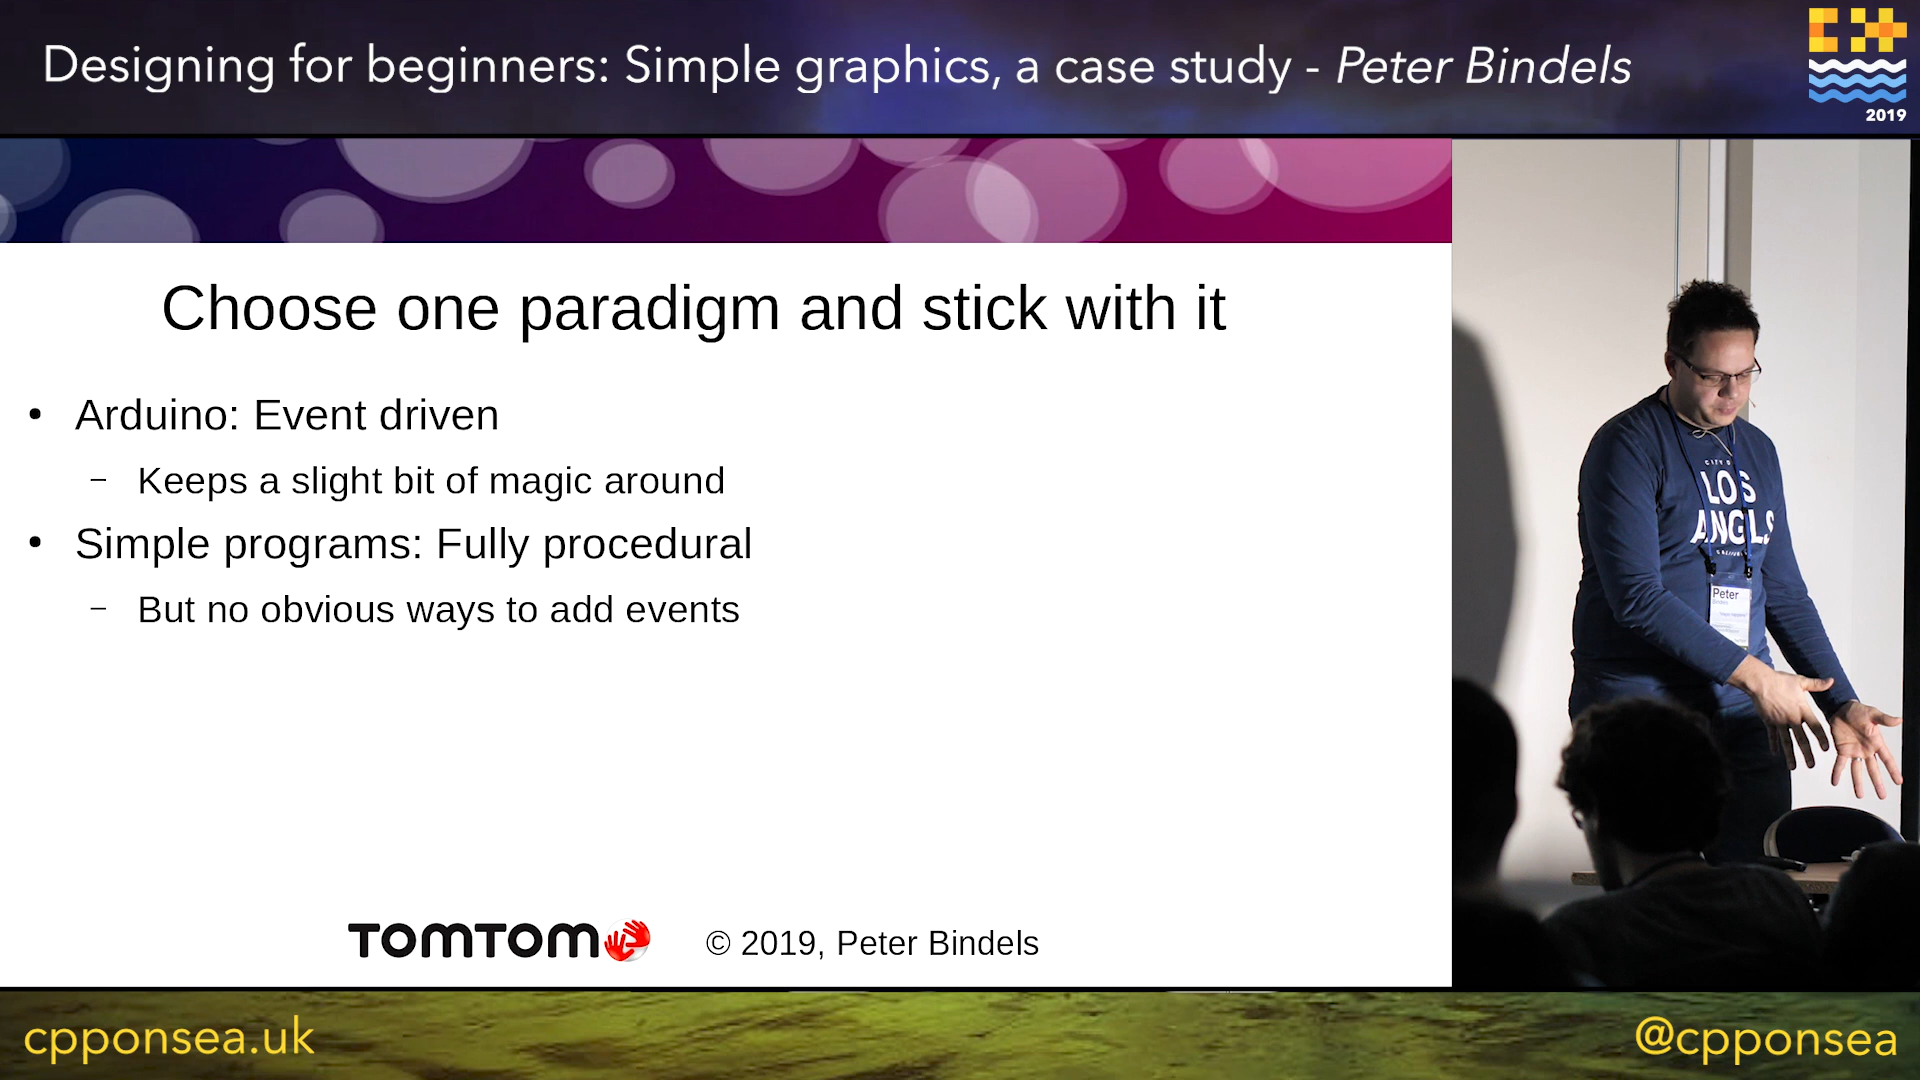 Designing for beginners: Simple graphics, a case study - Peter Bindels
2019
Choose one paradigm and stick with it
• Arduino: Event driven
– Keeps a slight bit of magic around
• Simple programs: Fully procedural
– But no obvious ways to add events
TOMTOM
© 2019, Peter Bindels
LOS
ANGLS
Peter
cpponsea.uk
@cpponsea